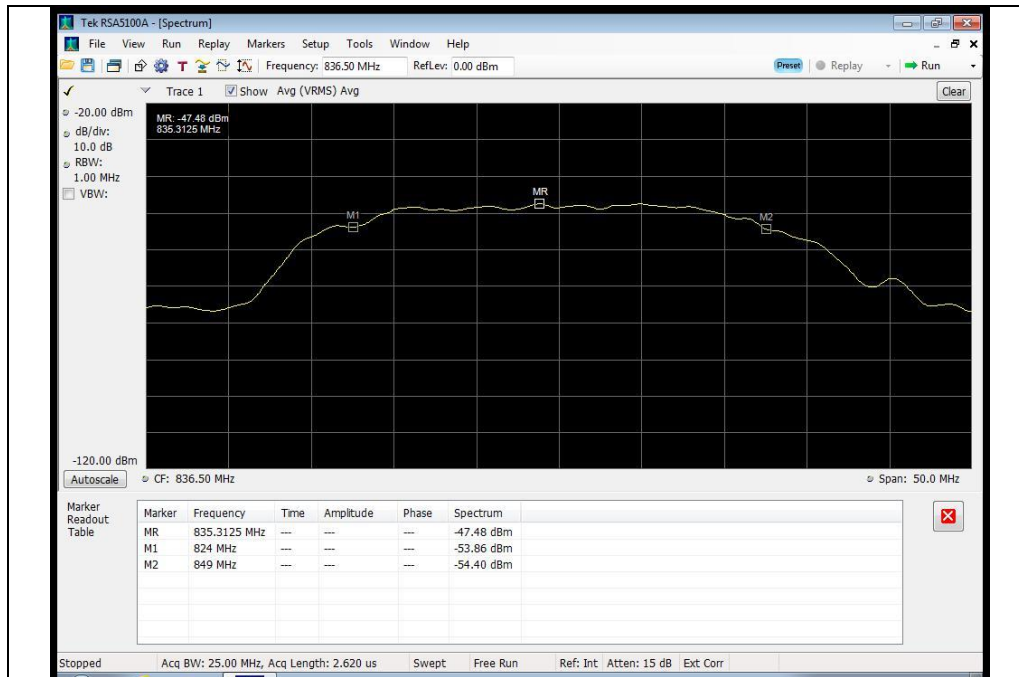 Tek RSA5100A - [Spectrum]
File View Run Replay Markers Setup Tools Window Help
T Frequency: 836.50 MHz RefLev: 0.00 dBm Preset Replay Run
Trace 1 Show Avg (VRMS) Avg Clear
-20.00 dBm
dB/div:
10.0 dB
RBW:
1.00 MHz
VBW:
MR: -47.48 dBm
835.3125 MHz
MR
M1
M2
-120.00 dBm
Autoscale CF: 836.50 MHz Span: 50.0 MHz
Marker
Readout
Table
Marker Frequency Time Amplitude Phase Spectrum
MR 835.3125 MHz --- --- --- -47.48 dBm
M1 824 MHz --- --- --- -53.86 dBm
M2 849 MHz --- --- --- -54.40 dBm
Stopped Acq BW: 25.00 MHz, Acq Length: 2.620 us Swept Free Run Ref: Int Atten: 15 dB Ext Corr